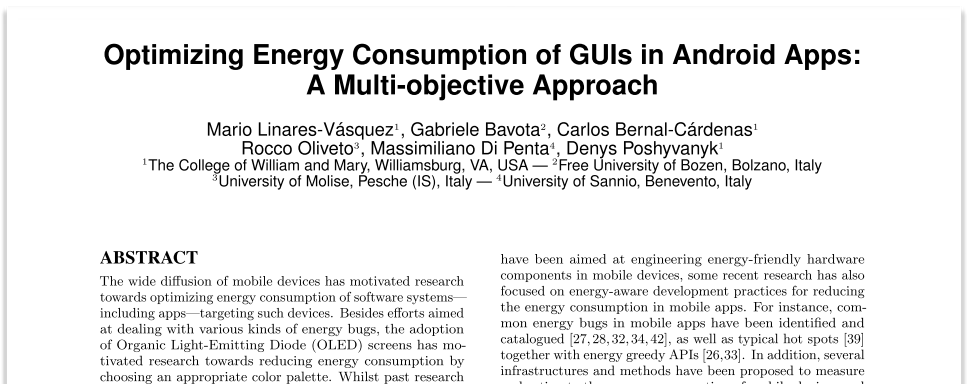 Optimizing Energy Consumption of GUIs in Android Apps:
A Multi-objective Approach
Mario Linares-Vásquez¹, Gabriele Bavota², Carlos Bernal-Cárdenas¹
Rocco Oliveto³, Massimiliano Di Penta⁴, Denys Poshyvanyk¹
¹The College of William and Mary, Williamsburg, VA, USA — ²Free University of Bozen, Bolzano, Italy
³University of Molise, Pesche (IS), Italy — ⁴University of Sannio, Benevento, Italy
ABSTRACT
The wide diffusion of mobile devices has motivated research
towards optimizing energy consumption of software systems—
including apps—targeting such devices. Besides efforts aimed
at dealing with various kinds of energy bugs, the adoption
of Organic Light-Emitting Diode (OLED) screens has mo-
tivated research towards reducing energy consumption by
choosing an appropriate color palette. Whilst past research
have been aimed at engineering energy-friendly hardware
components in mobile devices, some recent research has also
focused on energy-aware development practices for reducing
the energy consumption in mobile apps. For instance, com-
mon energy bugs in mobile apps have been identified and
catalogued [27,28,32,34,42], as well as typical hot spots [39]
together with energy greedy APIs [26,33]. In addition, several
infrastructures and methods have been proposed to measure